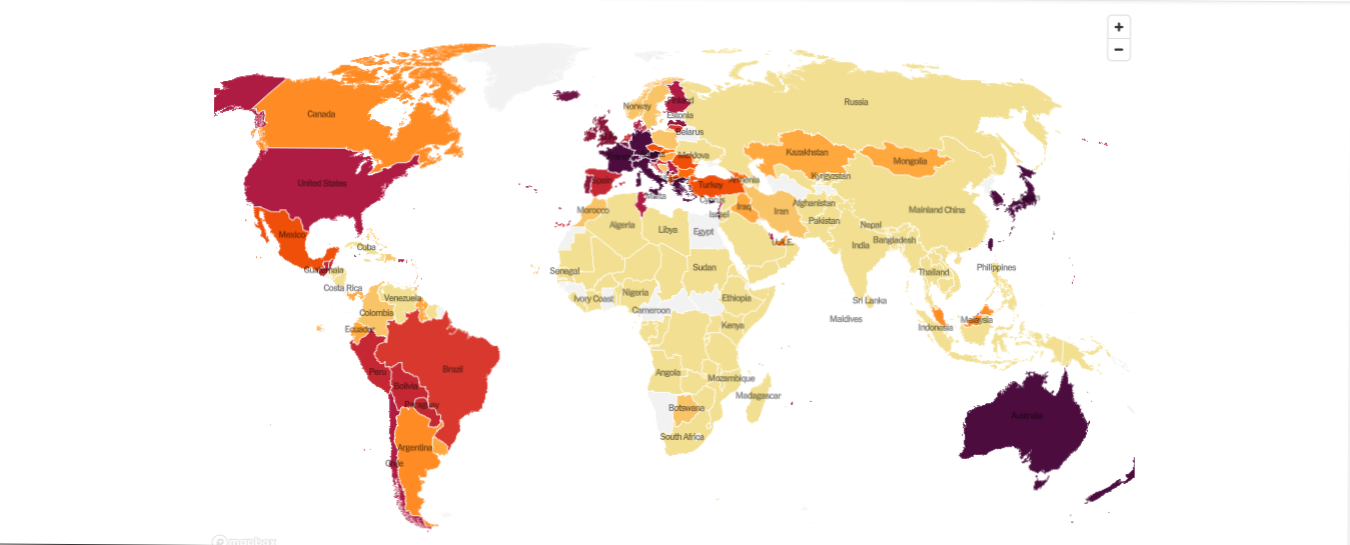 +
−
Canada
United States
Mexico
Cuba
Guatemala
Costa Rica
Venezuela
Colombia
Ecuador
Peru
Brazil
Bolivia
Paraguay
Argentina
Chile
Norway
Finland
Estonia
Belarus
Moldova
Spain
Malta
Turkey
Armenia
Cyprus
Israel
Iraq
Iran
U.A.E.
Russia
Kazakhstan
Mongolia
Kyrgyzstan
Afghanistan
Pakistan
Mainland China
Nepal
India
Bangladesh
Thailand
Philippines
Sri Lanka
Maldives
Malaysia
Indonesia
Morocco
Algeria
Libya
Egypt
Senegal
Sudan
Ivory Coast
Nigeria
Cameroon
Ethiopia
Kenya
Angola
Mozambique
Madagascar
Botswana
South Africa
Australia
mapbox